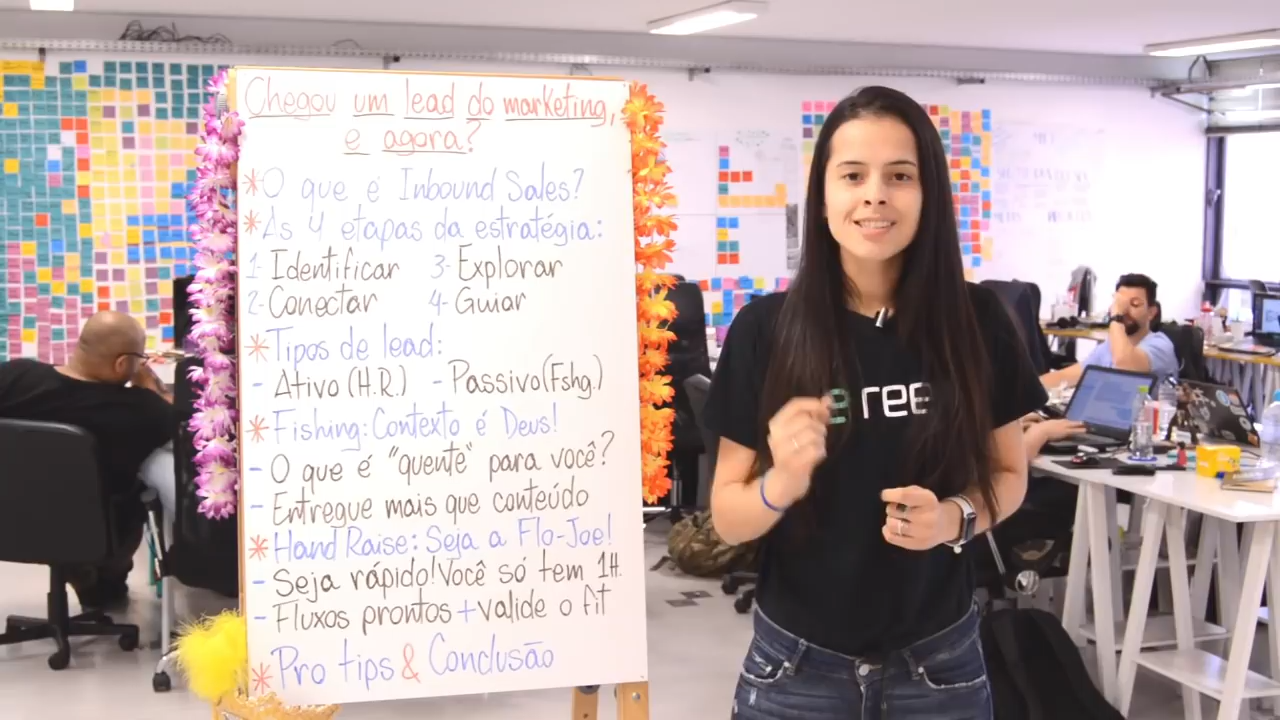 Chegou um lead do marketing,
e agora?
*O que é Inbound Sales?
*As 4 etapas da estratégia:
1- Identificar 3- Explorar
2- Conectar 4- Guiar
*Tipos de lead:
- Ativo (H.R.) - Passivo (Fshg.)
*Fishing: Contexto é Deus!
- O que é "quente" para você?
- Entregue mais que conteúdo
*Hand Raise: Seja a Flo-Joe!
- Seja rápido! Você só tem 1H.
- Fluxos prontos + valide o fit
*Pro tips & Conclusão